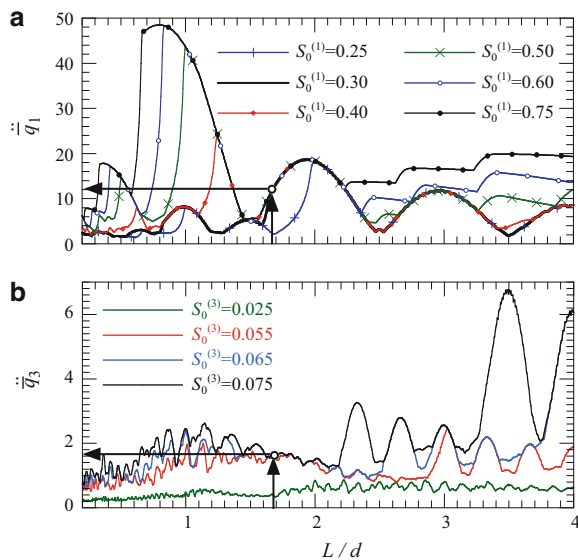 a
50
40
30
20
10
0
q̈̄₁
S₀⁽¹⁾=0.25 S₀⁽¹⁾=0.50
S₀⁽¹⁾=0.30 S₀⁽¹⁾=0.60
S₀⁽¹⁾=0.40 S₀⁽¹⁾=0.75
0 1 2 3 4
b
6
4
2
0
q̈̄₃
S₀⁽³⁾=0.025
S₀⁽³⁾=0.055
S₀⁽³⁾=0.065
S₀⁽³⁾=0.075
1 2 3 4
L / d